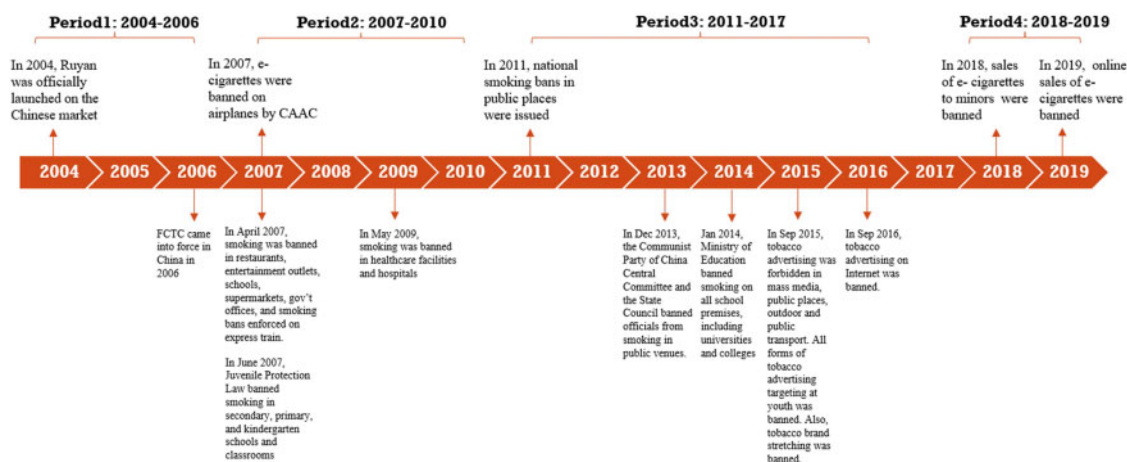 Period1: 2004-2006
Period2: 2007-2010
Period3: 2011-2017
Period4: 2018-2019
In 2004, Ruyan
was officially
launched on the
Chinese market
In 2007, e-
cigarettes were
banned on
airplanes by CAAC
In 2011, national
smoking bans in
public places
were issued
In 2018, sales
of e- cigarettes
to minors were
banned
In 2019, online
sales of e-
cigarettes were
banned
2004
2005
2006
2007
2008
2009
2010
2011
2012
2013
2014
2015
2016
2017
2018
2019
FCTC came
into force in
China in
2006
In April 2007,
smoking was banned
in restaurants,
entertainment outlets,
schools,
supermarkets, gov't
offices, and smoking
bans enforced on
express train.
In June 2007,
Juvenile Protection
Law banned
smoking in
secondary, primary,
and kindergarten
schools and
classrooms
In May 2009,
smoking was banned
in healthcare facilities
and hospitals
In Dec 2013,
the Communist
Party of China
Central
Committee and
the State
Council banned
officials from
smoking in
public venues.
Jan 2014,
Ministry of
Education
banned
smoking on
all school
premises,
including
universities
and colleges
In Sep 2015,
tobacco
advertising was
forbidden in
mass media,
public places,
outdoor and
public
transport. All
forms of
tobacco
advertising
targeting at
youth was
banned. Also,
tobacco brand
stretching was
banned.
In Sep 2016,
tobacco
advertising on
Internet was
banned.